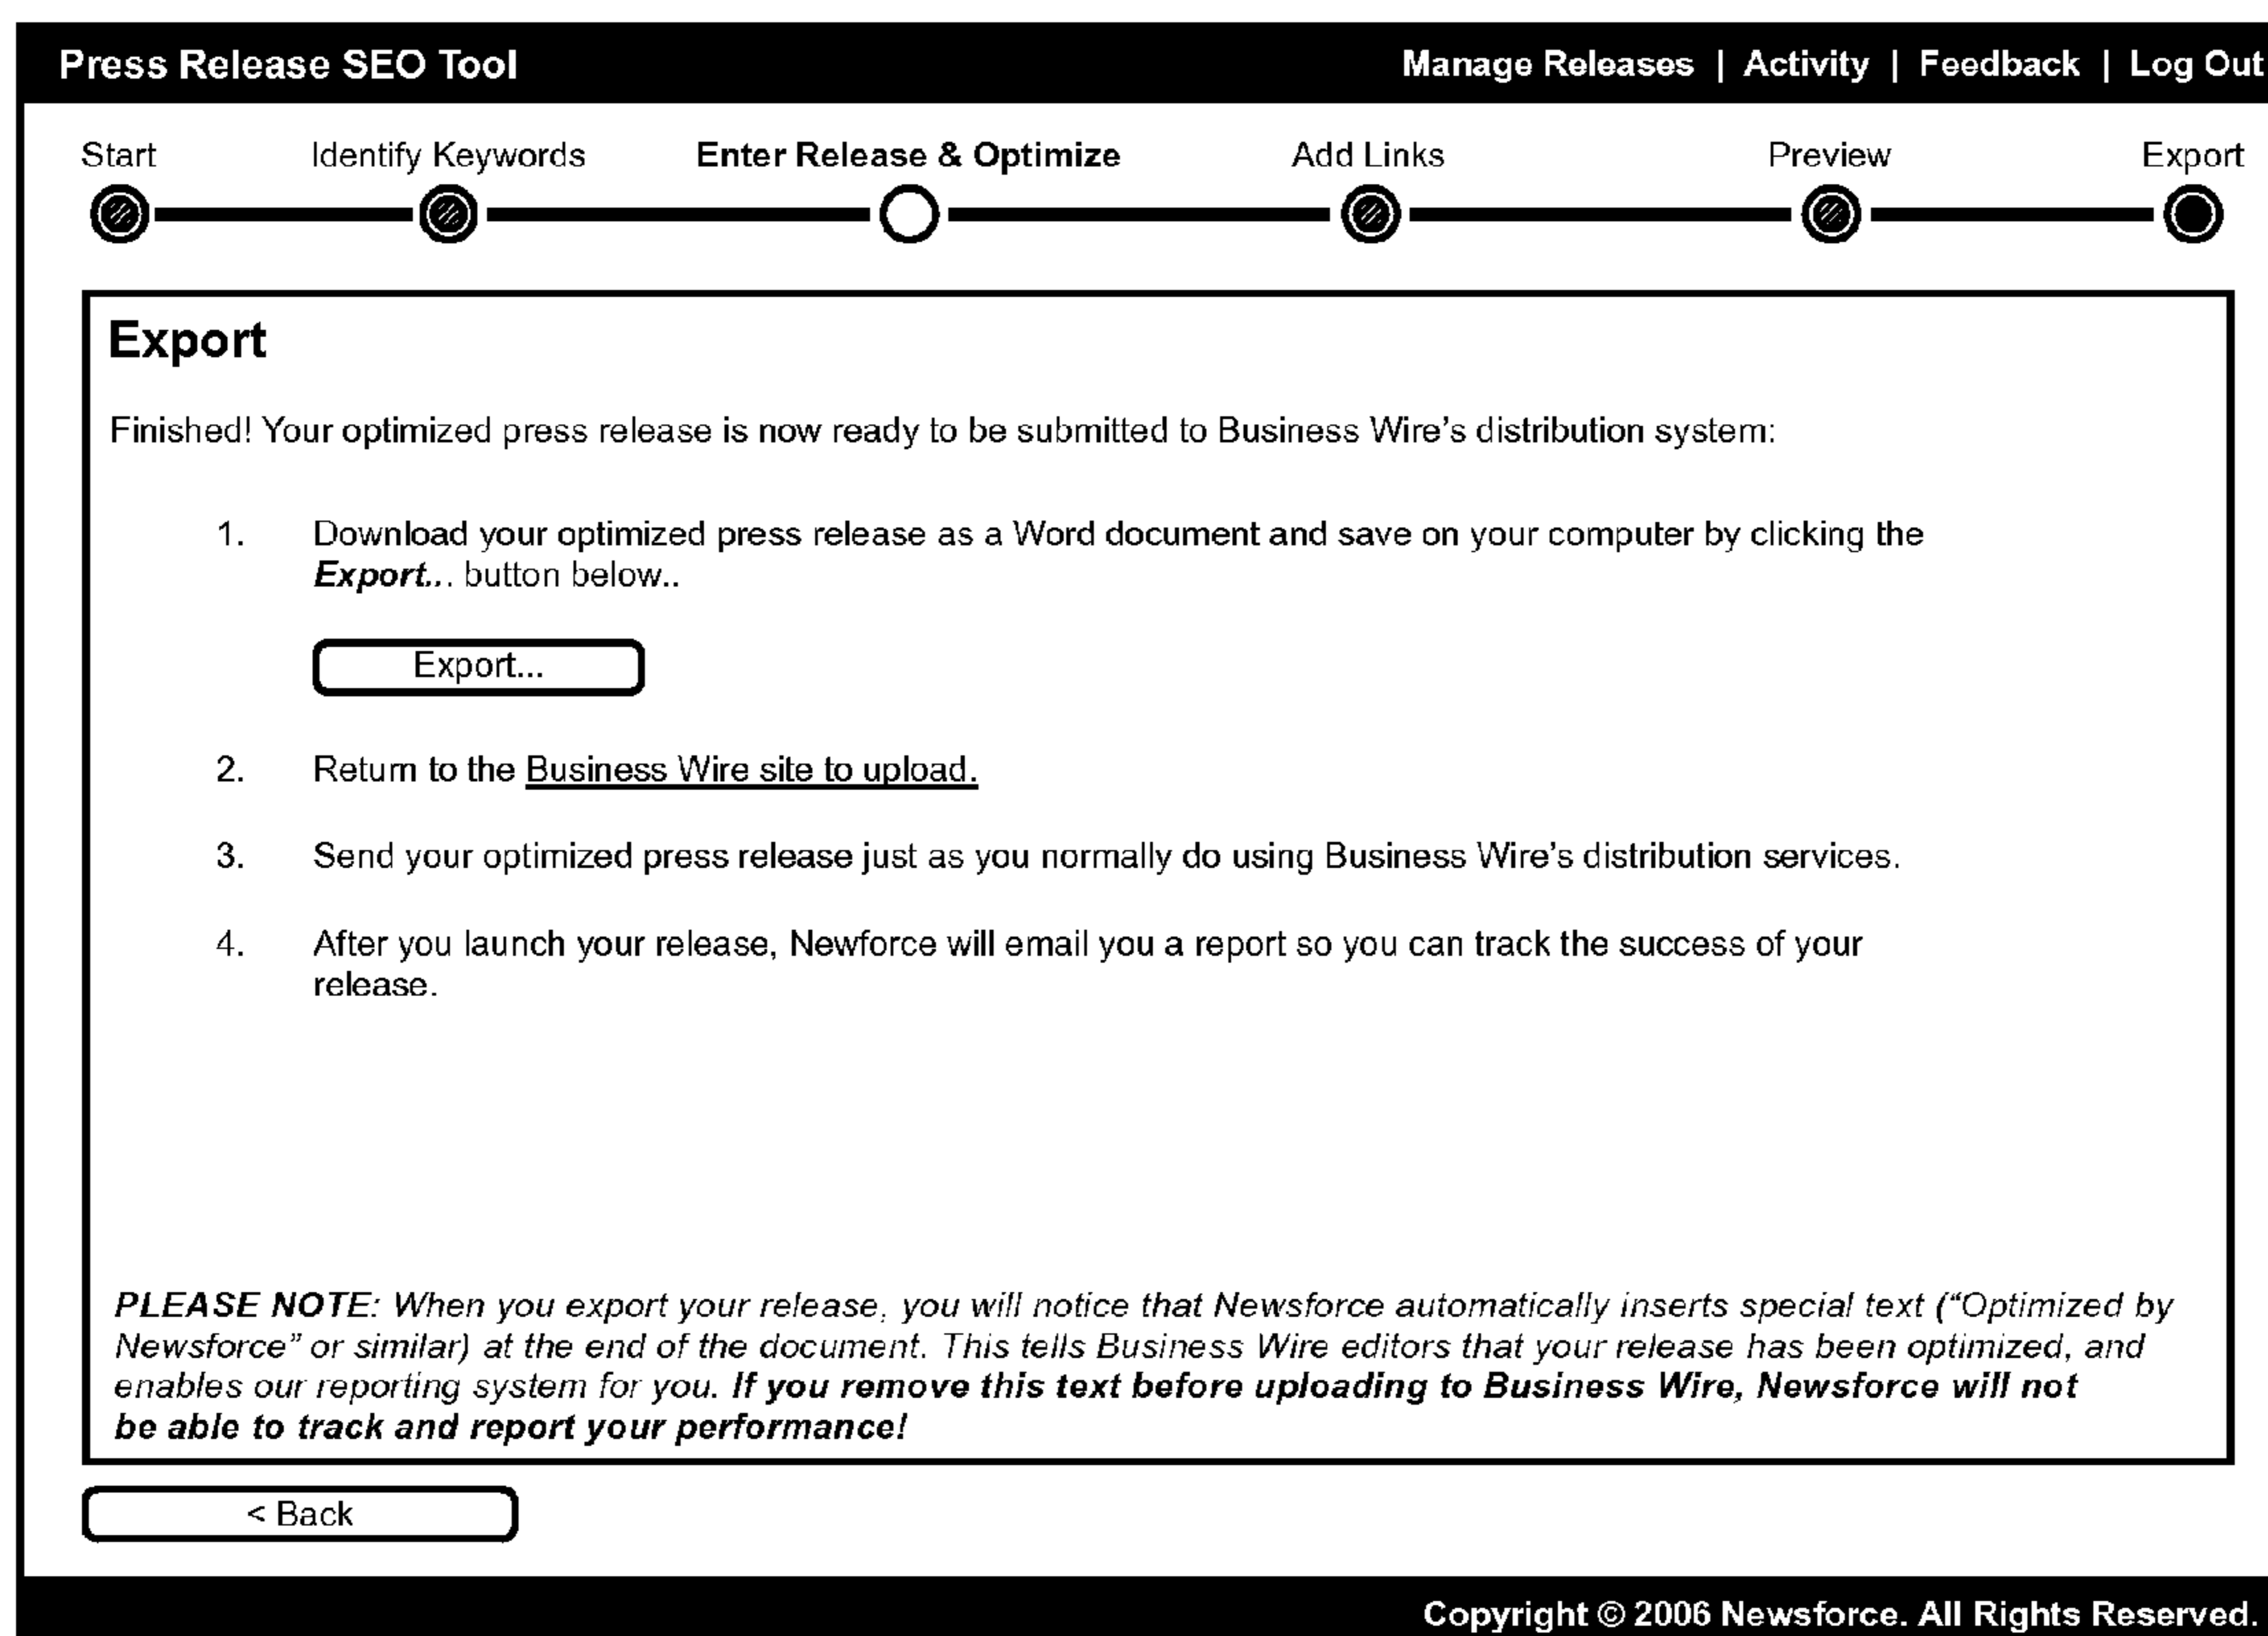 Press Release SEO Tool
Manage Releases | Activity | Feedback | Log Out
Start Identify Keywords Enter Release & Optimize Add Links Preview Export
Export
Finished! Your optimized press release is now ready to be submitted to Business Wire's distribution system:
1. Download your optimized press release as a Word document and save on your computer by clicking the
Export... button below..
Export...
2. Return to the Business Wire site to upload.
3. Send your optimized press release just as you normally do using Business Wire's distribution services.
4. After you launch your release, Newforce will email you a report so you can track the success of your
release.
PLEASE NOTE: When you export your release, you will notice that Newsforce automatically inserts special text (“Optimized by
Newsforce” or similar) at the end of the document. This tells Business Wire editors that your release has been optimized, and
enables our reporting system for you. If you remove this text before uploading to Business Wire, Newsforce will not
be able to track and report your performance!
< Back
Copyright © 2006 Newsforce. All Rights Reserved.